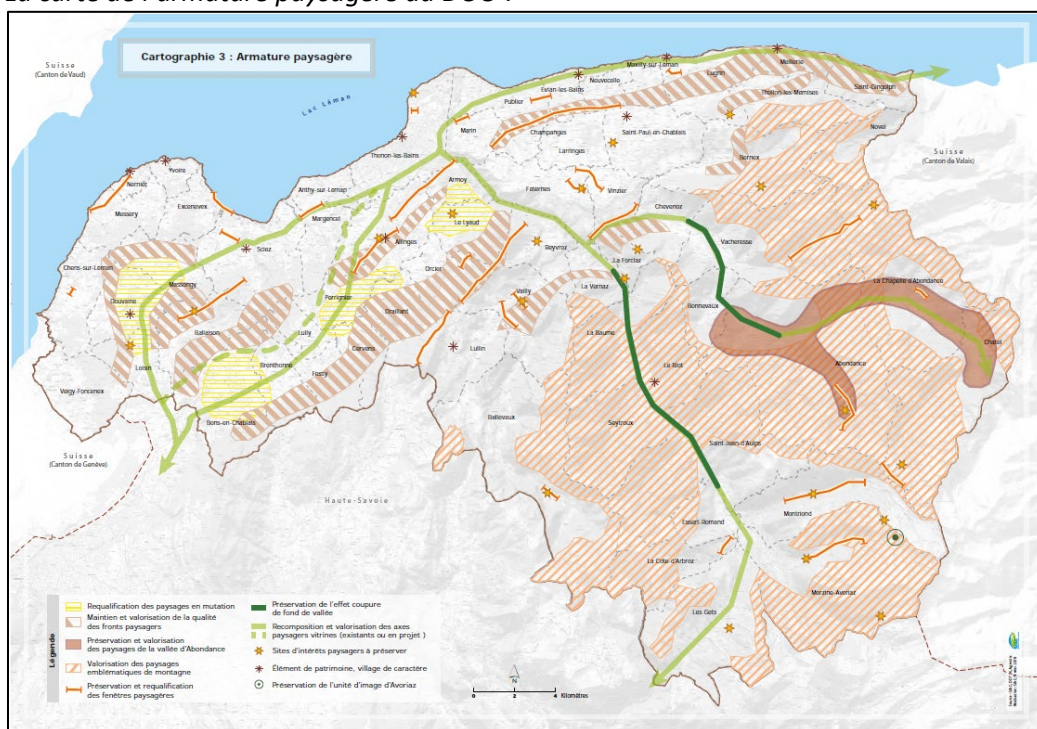 La carte de l'armature paysagère du DOO :
Cartographie 3 : Armature paysagère
Suisse
(Canton de Vaud)
Lac Léman
Suisse
(Canton de Valais)
Suisse
(Canton de Genève)
Haute-Savoie
Meillerie
Maxilly-sur-Léman
Lugrin
Neuvecelle
Evian-les-Bains
Saint-Gingolph
Publier
Thollon-les-Memises
Marin
Champanges
Saint-Paul-en-Chablais
Novel
Larringes
Thonon-les-Bains
Bernex
Yvoire
Nernier
Armoy
Féternes
Vinzier
Excenevex
Anthy-sur-Léman
Messery
Margencel
Le Lyaud
Chevenoz
Sciez
Allinges
Reyvroz
Vacheresse
Orcier
La Forclaz
Chens-sur-Léman
Massongy
Vailly
La Vernaz
La Chapelle-d'Abondance
Douvaine
Perrignier
Bonnevaux
Draillant
Ballaison
Lully
La Baume
Châtel
Cervens
Lullin
Abondance
Loisin
Brenthonne
Fessy
Le Biot
Veigy-Foncenex
Bellevaux
Seytroux
Bons-en-Chablais
Saint-Jean-d'Aulps
Montriond
Essert-Romand
La Côte-d'Arbroz
Morzine-Avoriaz
Les Gets
Légende
Requalification des paysages en mutation
Maintien et valorisation de la qualité
des fronts paysagers
Préservation et valorisation
des paysages de la vallée d'Abondance
Valorisation des paysages
emblématiques de montagne
Préservation et requalification
des fenêtres paysagères
Préservation de l'effet coupure
de fond de vallée
Recomposition et valorisation des axes
paysagers vitrines (existants ou en projet )
Sites d'intérêts paysagers à préserver
Élément de patrimoine, village de caractère
Préservation de l'unité d'image d'Avoriaz
N
0 2 4 Kilomètres